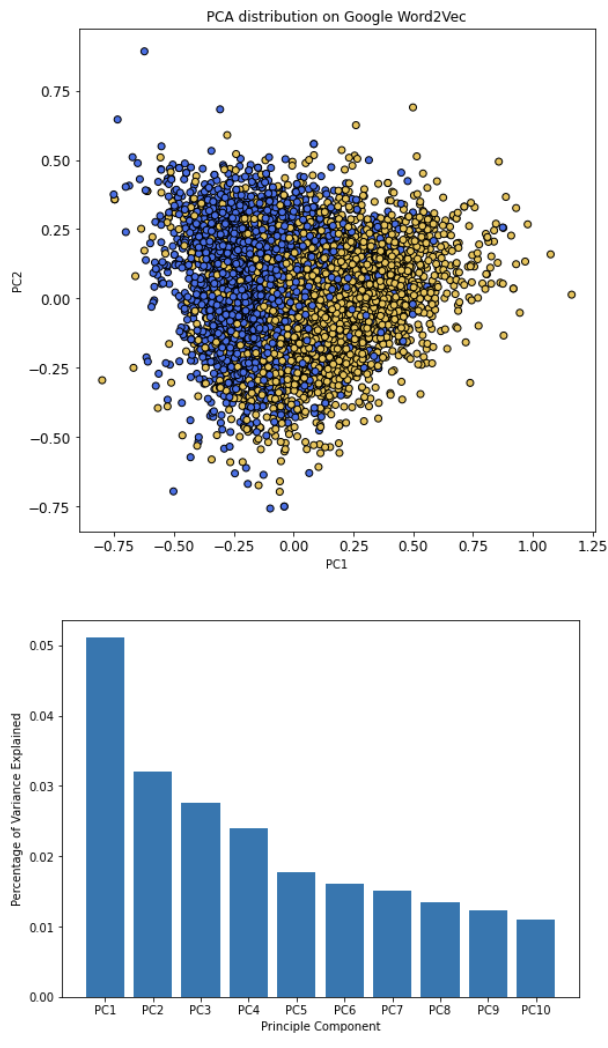 PCA distribution on Google Word2Vec
0.75
0.50
0.25
0.00
−0.25
−0.50
−0.75
PC2
−0.75 −0.50 −0.25 0.00 0.25 0.50 0.75 1.00 1.25
PC1
0.05
0.04
0.03
0.02
0.01
0.00
Percentage of Variance Explained
PC1 PC2 PC3 PC4 PC5 PC6 PC7 PC8 PC9 PC10
Principle Component